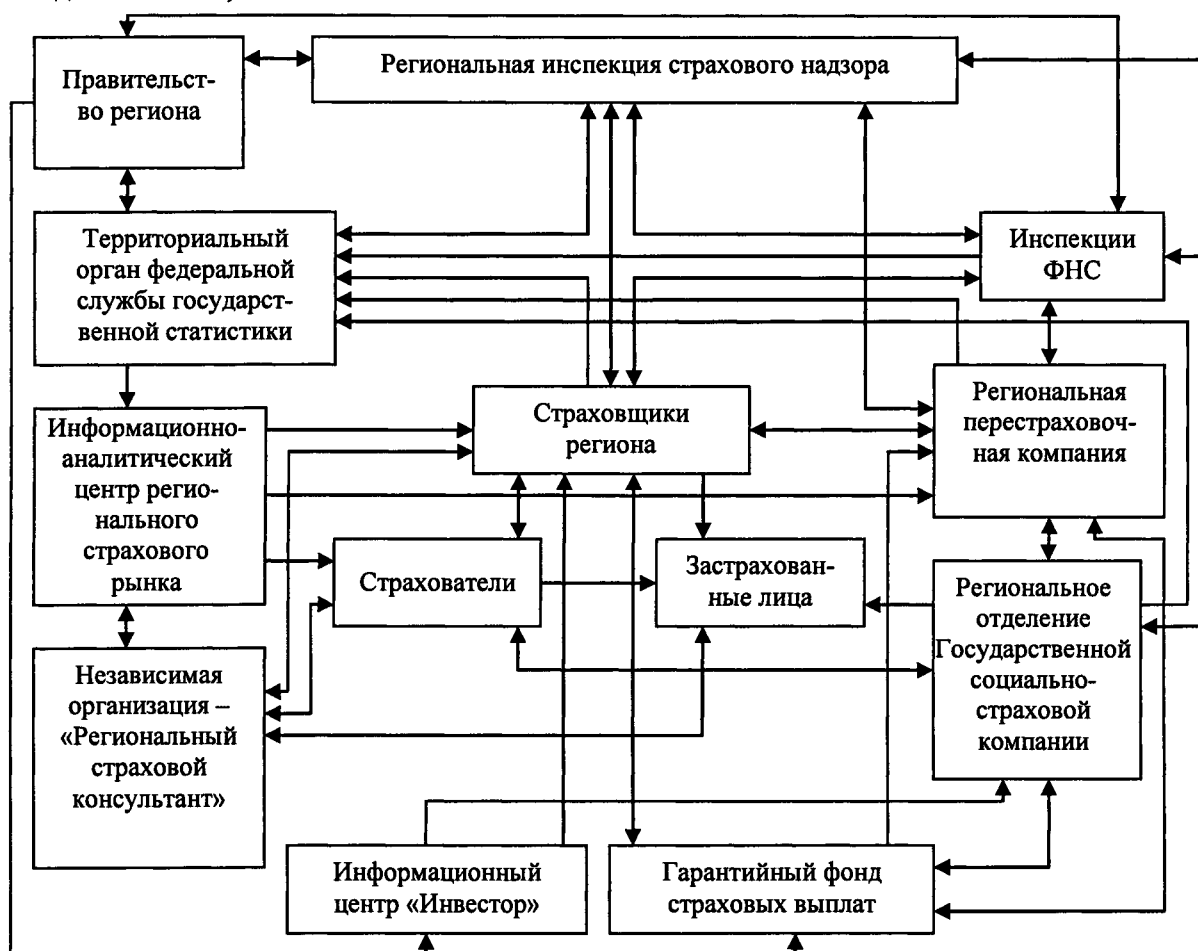 Правительст-
во региона
Региональная инспекция страхового надзора
Территориальный
орган федеральной
службы государст-
венной статистики
Инспекции
ФНС
Информационно-
аналитический
центр регио-
нального
страхового
рынка
Страховщики
региона
Региональная
перестраховоч-
ная компания
Страхователи
Застрахован-
ные лица
Региональное
отделение
Государственной
социально-
страховой
компании
Независимая
организация –
«Региональный
страховой
консультант»
Информационный
центр «Инвестор»
Гарантийный фонд
страховых выплат